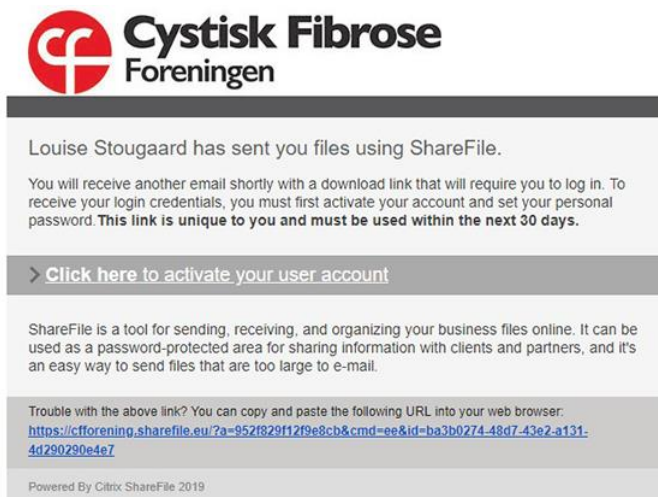 cf Cystisk Fibrose
Foreningen
Louise Stougaard has sent you files using ShareFile.
You will receive another email shortly with a download link that will require you to log in. To
receive your login credentials, you must first activate your account and set your personal
password.This link is unique to you and must be used within the next 30 days.
> Click here to activate your user account
ShareFile is a tool for sending, receiving, and organizing your business files online. It can be
used as a password-protected area for sharing information with clients and partners, and it's
an easy way to send files that are too large to e-mail.
Trouble with the above link? You can copy and paste the following URL into your web browser:
https://cfforening.sharefile.eu/?a=952f829f12f9e8cb&cmd=ee&id=ba3b0274-48d7-43e2-a131-
4d290290e4e7
Powered By Citrix ShareFile 2019